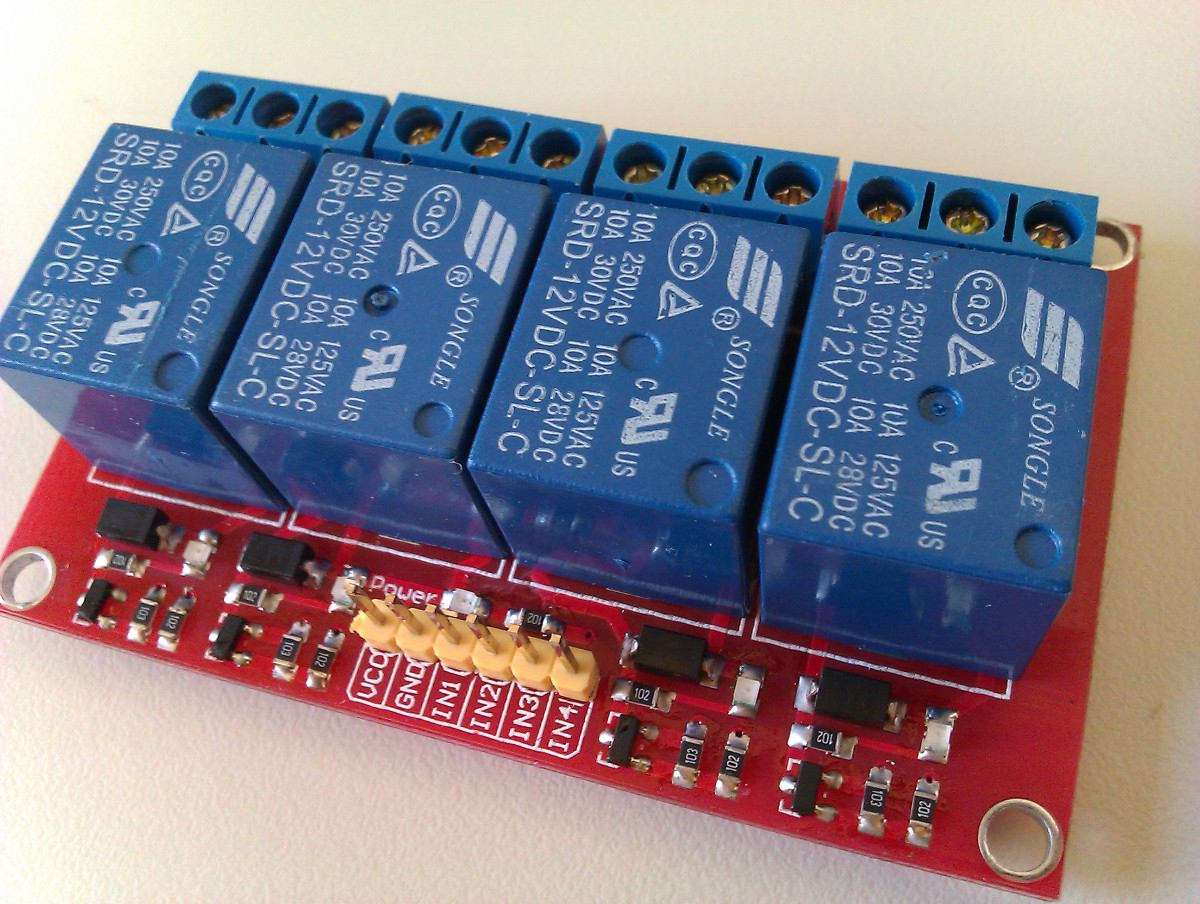 SONGLE
®
CQC
C US
10A 250VAC 10A 125VAC
10A 30VDC 10A 28VDC
SRD-12VDC-SL-C
SONGLE
®
CQC
C US
10A 250VAC 10A 125VAC
10A 30VDC 10A 28VDC
SRD-12VDC-SL-C
SONGLE
®
CQC
C US
10A 250VAC 10A 125VAC
10A 30VDC 10A 28VDC
SRD-12VDC-SL-C
SONGLE
®
CQC
C US
10A 250VAC 10A 125VAC
10A 30VDC 10A 28VDC
SRD-12VDC-SL-C
Power
VCC
GND
IN1
IN2
IN3
IN4
102
103
102
102
103
102
102
102
103
102
102
103
102